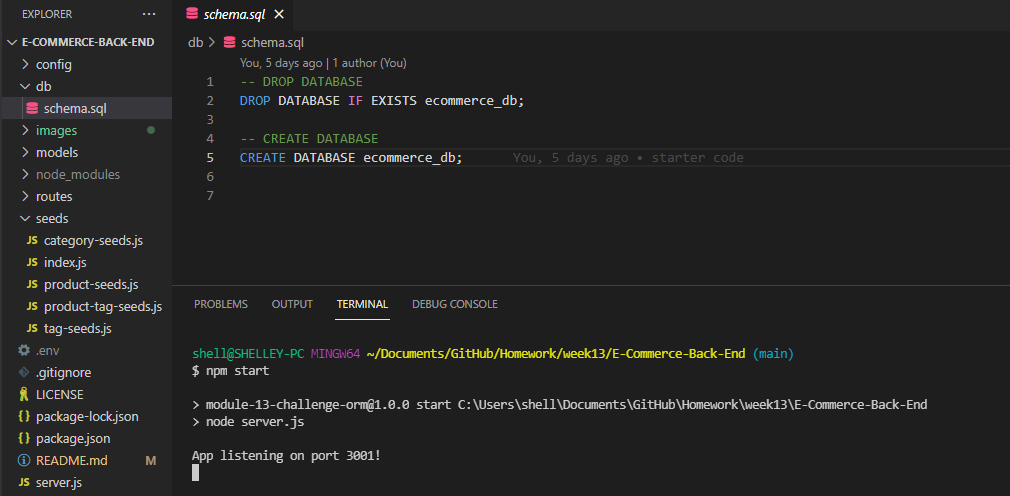 EXPLORER
···
E-COMMERCE-BACK-END
config
db
schema.sql
images
models
node_modules
routes
seeds
JS category-seeds.js
JS index.js
JS product-seeds.js
JS product-tag-seeds.js
JS tag-seeds.js
.env
.gitignore
LICENSE
{} package-lock.json
{} package.json
README.md M
JS server.js
schema.sql
db > schema.sql
You, 5 days ago | 1 author (You)
1 -- DROP DATABASE
2 DROP DATABASE IF EXISTS ecommerce_db;
3
4 -- CREATE DATABASE
5 CREATE DATABASE ecommerce_db; You, 5 days ago • starter code
6
7
PROBLEMS OUTPUT TERMINAL DEBUG CONSOLE
shell@SHELLEY-PC MINGW64 ~/Documents/GitHub/Homework/week13/E-Commerce-Back-End (main)
$ npm start
> module-13-challenge-orm@1.0.0 start C:\Users\shell\Documents\GitHub\Homework\week13\E-Commerce-Back-End
> node server.js
App listening on port 3001!